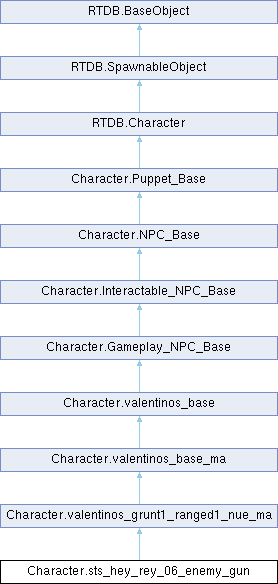 RTDB.BaseObject
RTDB.SpawnableObject
RTDB.Character
Character.Puppet_Base
Character.NPC_Base
Character.Interactable_NPC_Base
Character.Gameplay_NPC_Base
Character.valentinos_base
Character.valentinos_base_ma
Character.valentinos_grunt1_ranged1_nue_ma
Character.sts_hey_rey_06_enemy_gun